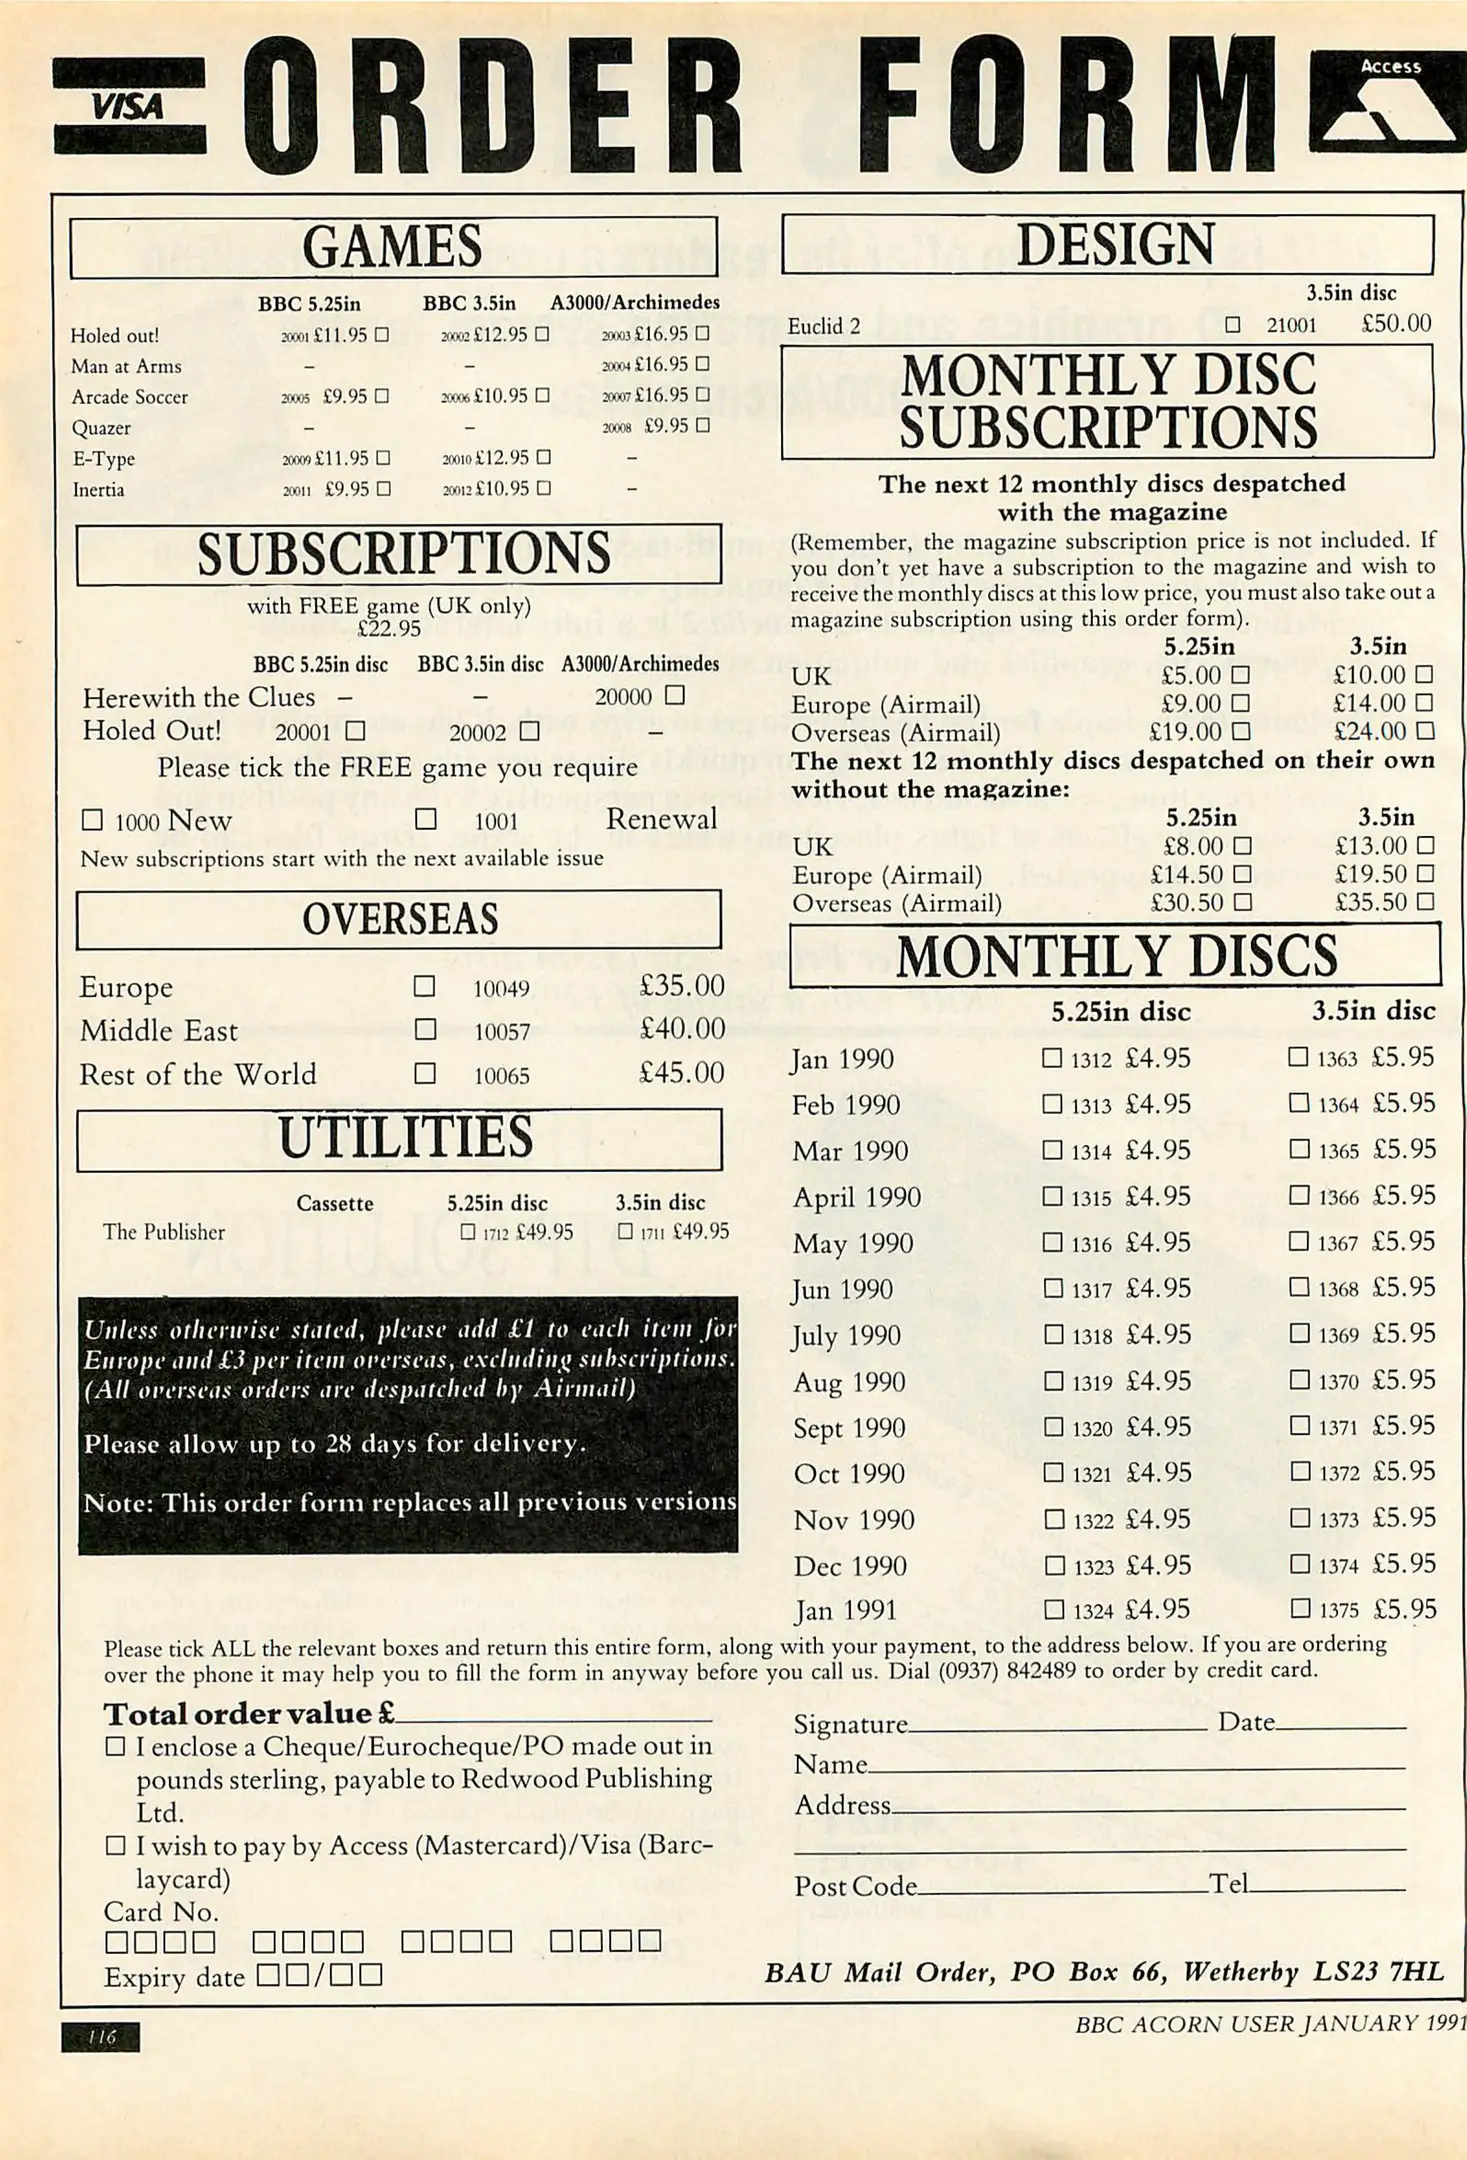 VISA
ORDER FORM
Access
GAMES
BBC 5.25in BBC 3.5in A3000/Archimedes
Holed out! 20001 £11.95 □ 20002 £12.95 □ 20003 £16.95 □
Man at Arms – – 20004 £16.95 □
Arcade Soccer 20005 £9.95 □ 20006 £10.95 □ 20007 £16.95 □
Quazer – – 20008 £9.95 □
E-Type 20009 £11.95 □ 20010 £12.95 □ –
Inertia 20011 £9.95 □ 20012 £10.95 □ –
SUBSCRIPTIONS
with FREE game (UK only)
£22.95
BBC 5.25in disc BBC 3.5in disc A3000/Archimedes
Herewith the Clues – – 20000 □
Holed Out! 20001 □ 20002 □ –
Please tick the FREE game you require
□ 1000 New □ 1001 Renewal
New subscriptions start with the next available issue
OVERSEAS
Europe □ 10049 £35.00
Middle East □ 10057 £40.00
Rest of the World □ 10065 £45.00
UTILITIES
Cassette 5.25in disc 3.5in disc
The Publisher □ 1712 £49.95 □ 1711 £49.95
Unless otherwise stated, please add £1 to each item for
Europe and £3 per item overseas, excluding subscriptions.
(All overseas orders are despatched by Airmail)
Please allow up to 28 days for delivery.
Note: This order form replaces all previous versions
DESIGN
3.5in disc
Euclid 2 □ 21001 £50.00
MONTHLY DISC
SUBSCRIPTIONS
The next 12 monthly discs despatched
with the magazine
(Remember, the magazine subscription price is not included. If
you don't yet have a subscription to the magazine and wish to
receive the monthly discs at this low price, you must also take out a
magazine subscription using this order form).
5.25in 3.5in
UK £5.00 □ £10.00 □
Europe (Airmail) £9.00 □ £14.00 □
Overseas (Airmail) £19.00 □ £24.00 □
The next 12 monthly discs despatched on their own
without the magazine:
5.25in 3.5in
UK £8.00 □ £13.00 □
Europe (Airmail) £14.50 □ £19.50 □
Overseas (Airmail) £30.50 □ £35.50 □
MONTHLY DISCS
5.25in disc 3.5in disc
Jan 1990 □ 1312 £4.95 □ 1363 £5.95
Feb 1990 □ 1313 £4.95 □ 1364 £5.95
Mar 1990 □ 1314 £4.95 □ 1365 £5.95
April 1990 □ 1315 £4.95 □ 1366 £5.95
May 1990 □ 1316 £4.95 □ 1367 £5.95
Jun 1990 □ 1317 £4.95 □ 1368 £5.95
July 1990 □ 1318 £4.95 □ 1369 £5.95
Aug 1990 □ 1319 £4.95 □ 1370 £5.95
Sept 1990 □ 1320 £4.95 □ 1371 £5.95
Oct 1990 □ 1321 £4.95 □ 1372 £5.95
Nov 1990 □ 1322 £4.95 □ 1373 £5.95
Dec 1990 □ 1323 £4.95 □ 1374 £5.95
Jan 1991 □ 1324 £4.95 □ 1375 £5.95
Please tick ALL the relevant boxes and return this entire form, along with your payment, to the address below. If you are ordering
over the phone it may help you to fill the form in anyway before you call us. Dial (0937) 842489 to order by credit card.
Total order value £
□ I enclose a Cheque/Eurocheque/PO made out in
pounds sterling, payable to Redwood Publishing
Ltd.
□ I wish to pay by Access (Mastercard)/Visa (Barc-
laycard)
Card No.
□□□□ □□□□ □□□□ □□□□
Expiry date □□/□□
Signature Date
Name
Address
Post Code Tel
BAU Mail Order, PO Box 66, Wetherby LS23 7HL
116
BBC ACORN USER JANUARY 1991